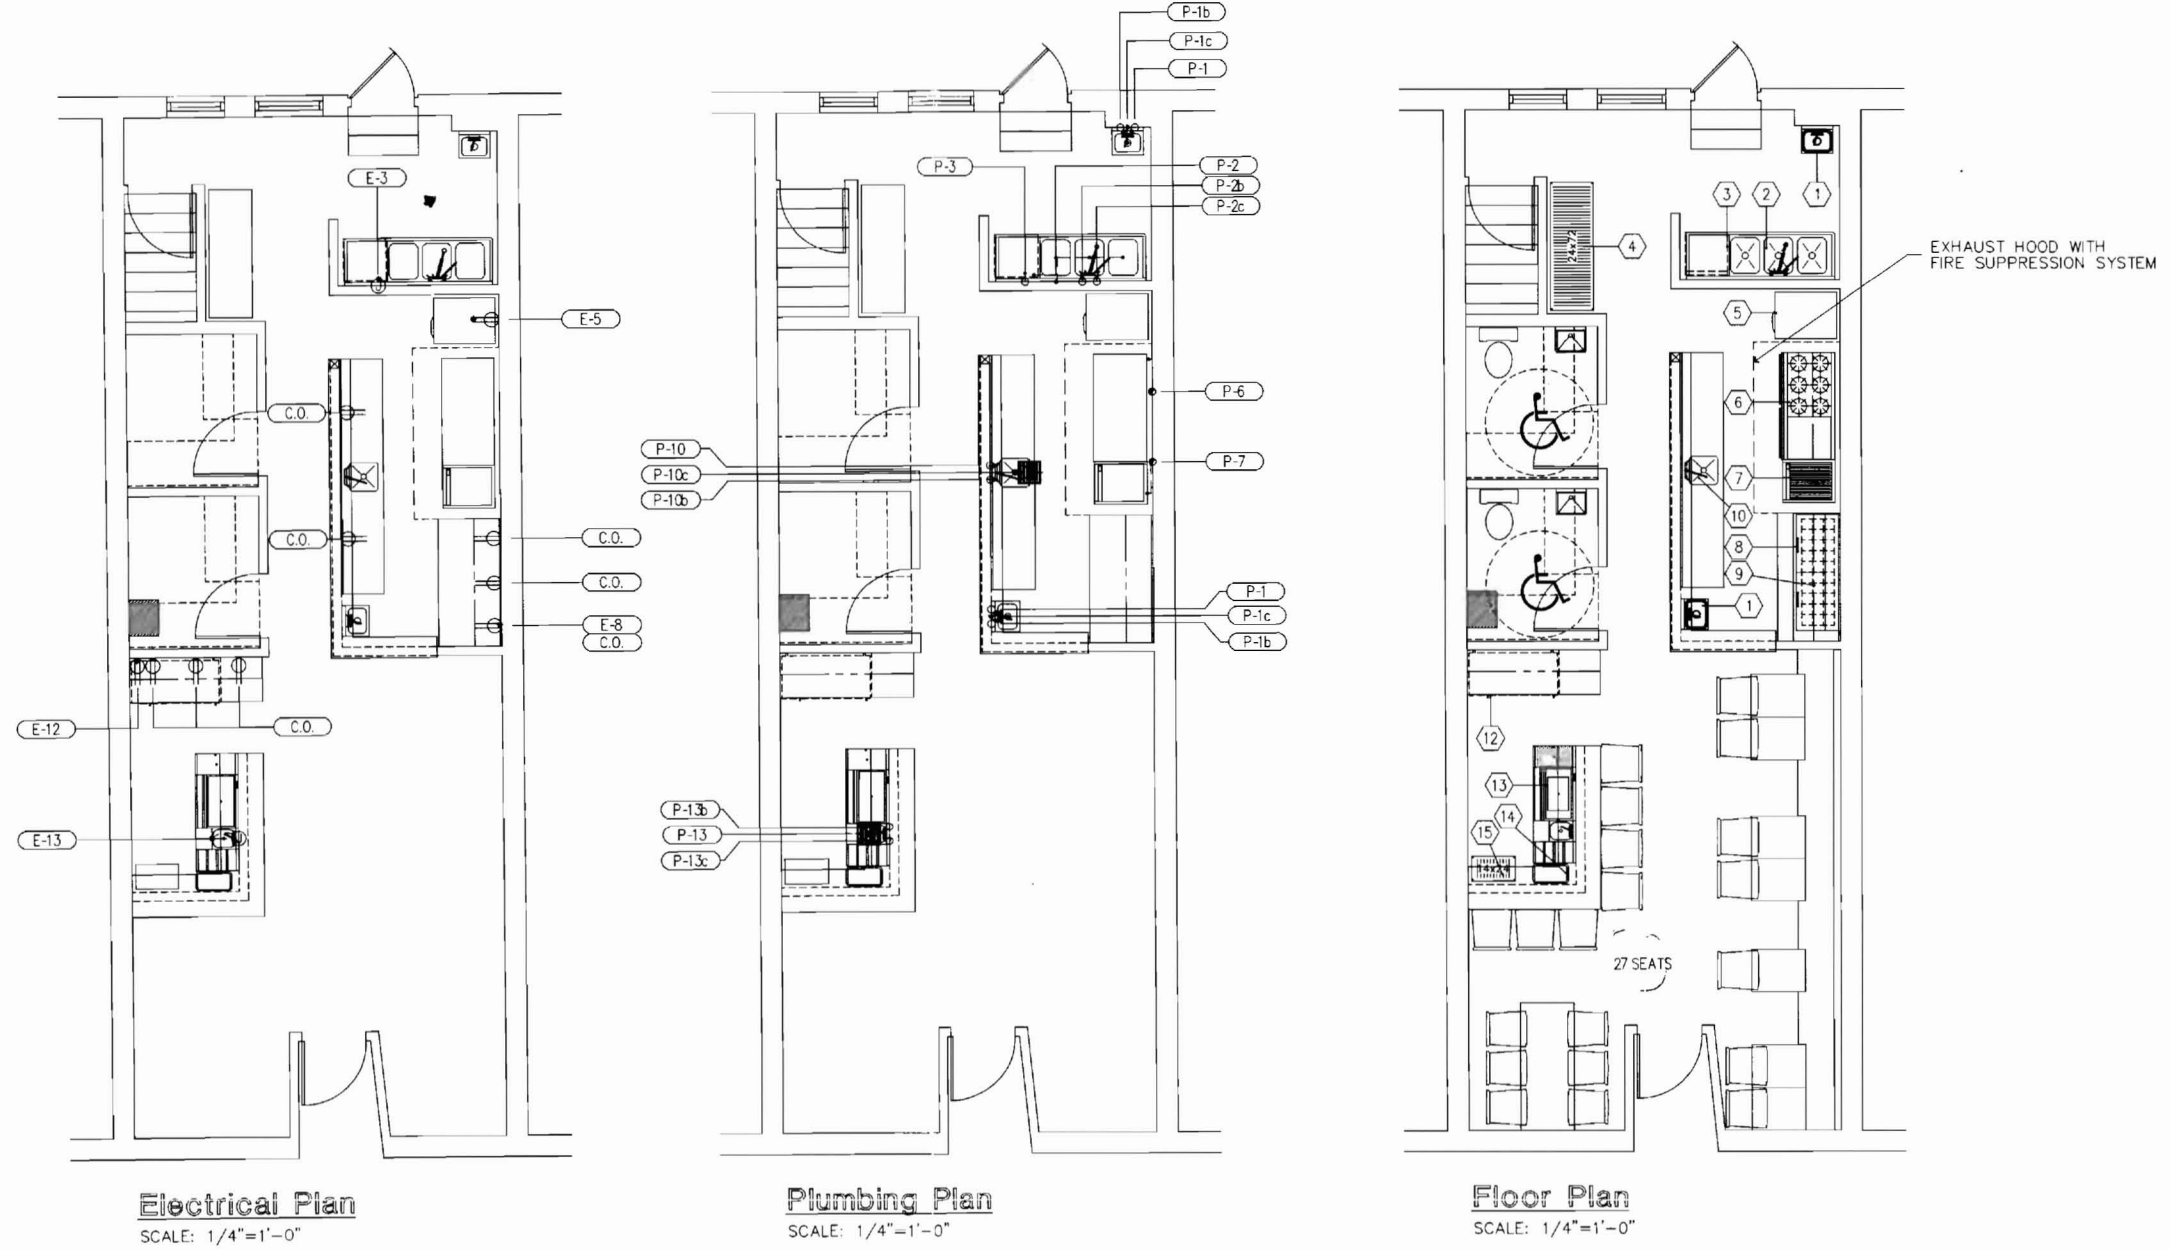 E-3
E-5
C.O.
C.O.
C.O.
C.O.
E-8
C.O.
E-12
C.O.
E-13
Electrical Plan
SCALE: 1/4"=1'-0"
P-1b
P-1c
P-1
P-3
P-2
P-2b
P-2c
P-6
P-10
P-10c
P-10b
P-7
P-1
P-1c
P-1b
P-13b
P-13
P-13c
Plumbing Plan
SCALE: 1/4"=1'-0"
3
2
1
24x72
4
EXHAUST HOOD WITH
FIRE SUPPRESSION SYSTEM
5
6
7
10
8
9
1
12
13
14
15
14x24
27 SEATS
Floor Plan
SCALE: 1/4"=1'-0"